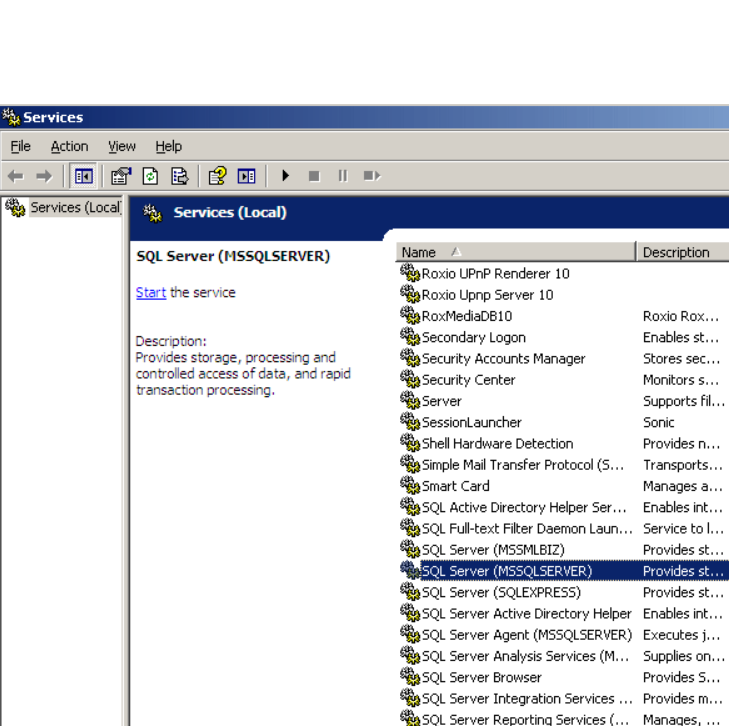 Services
File Action View Help
Services (Local
Services (Local)
SQL Server (MSSQLSERVER)
Start the service
Description:
Provides storage, processing and
controlled access of data, and rapid
transaction processing.
Name Description
Roxio UPnP Renderer 10
Roxio Upnp Server 10
RoxMediaDB10 Roxio Rox...
Secondary Logon Enables st...
Security Accounts Manager Stores sec...
Security Center Monitors s...
Server Supports fil...
SessionLauncher Sonic
Shell Hardware Detection Provides n...
Simple Mail Transfer Protocol (S... Transports...
Smart Card Manages a...
SQL Active Directory Helper Ser... Enables int...
SQL Full-text Filter Daemon Laun... Service to l...
SQL Server (MSSMLBIZ) Provides st...
SQL Server (MSSQLSERVER) Provides st...
SQL Server (SQLEXPRESS) Provides st...
SQL Server Active Directory Helper Enables int...
SQL Server Agent (MSSQLSERVER) Executes j...
SQL Server Analysis Services (M... Supplies on...
SQL Server Browser Provides S...
SQL Server Integration Services ... Provides m...
SQL Server Reporting Services (... Manages, ...